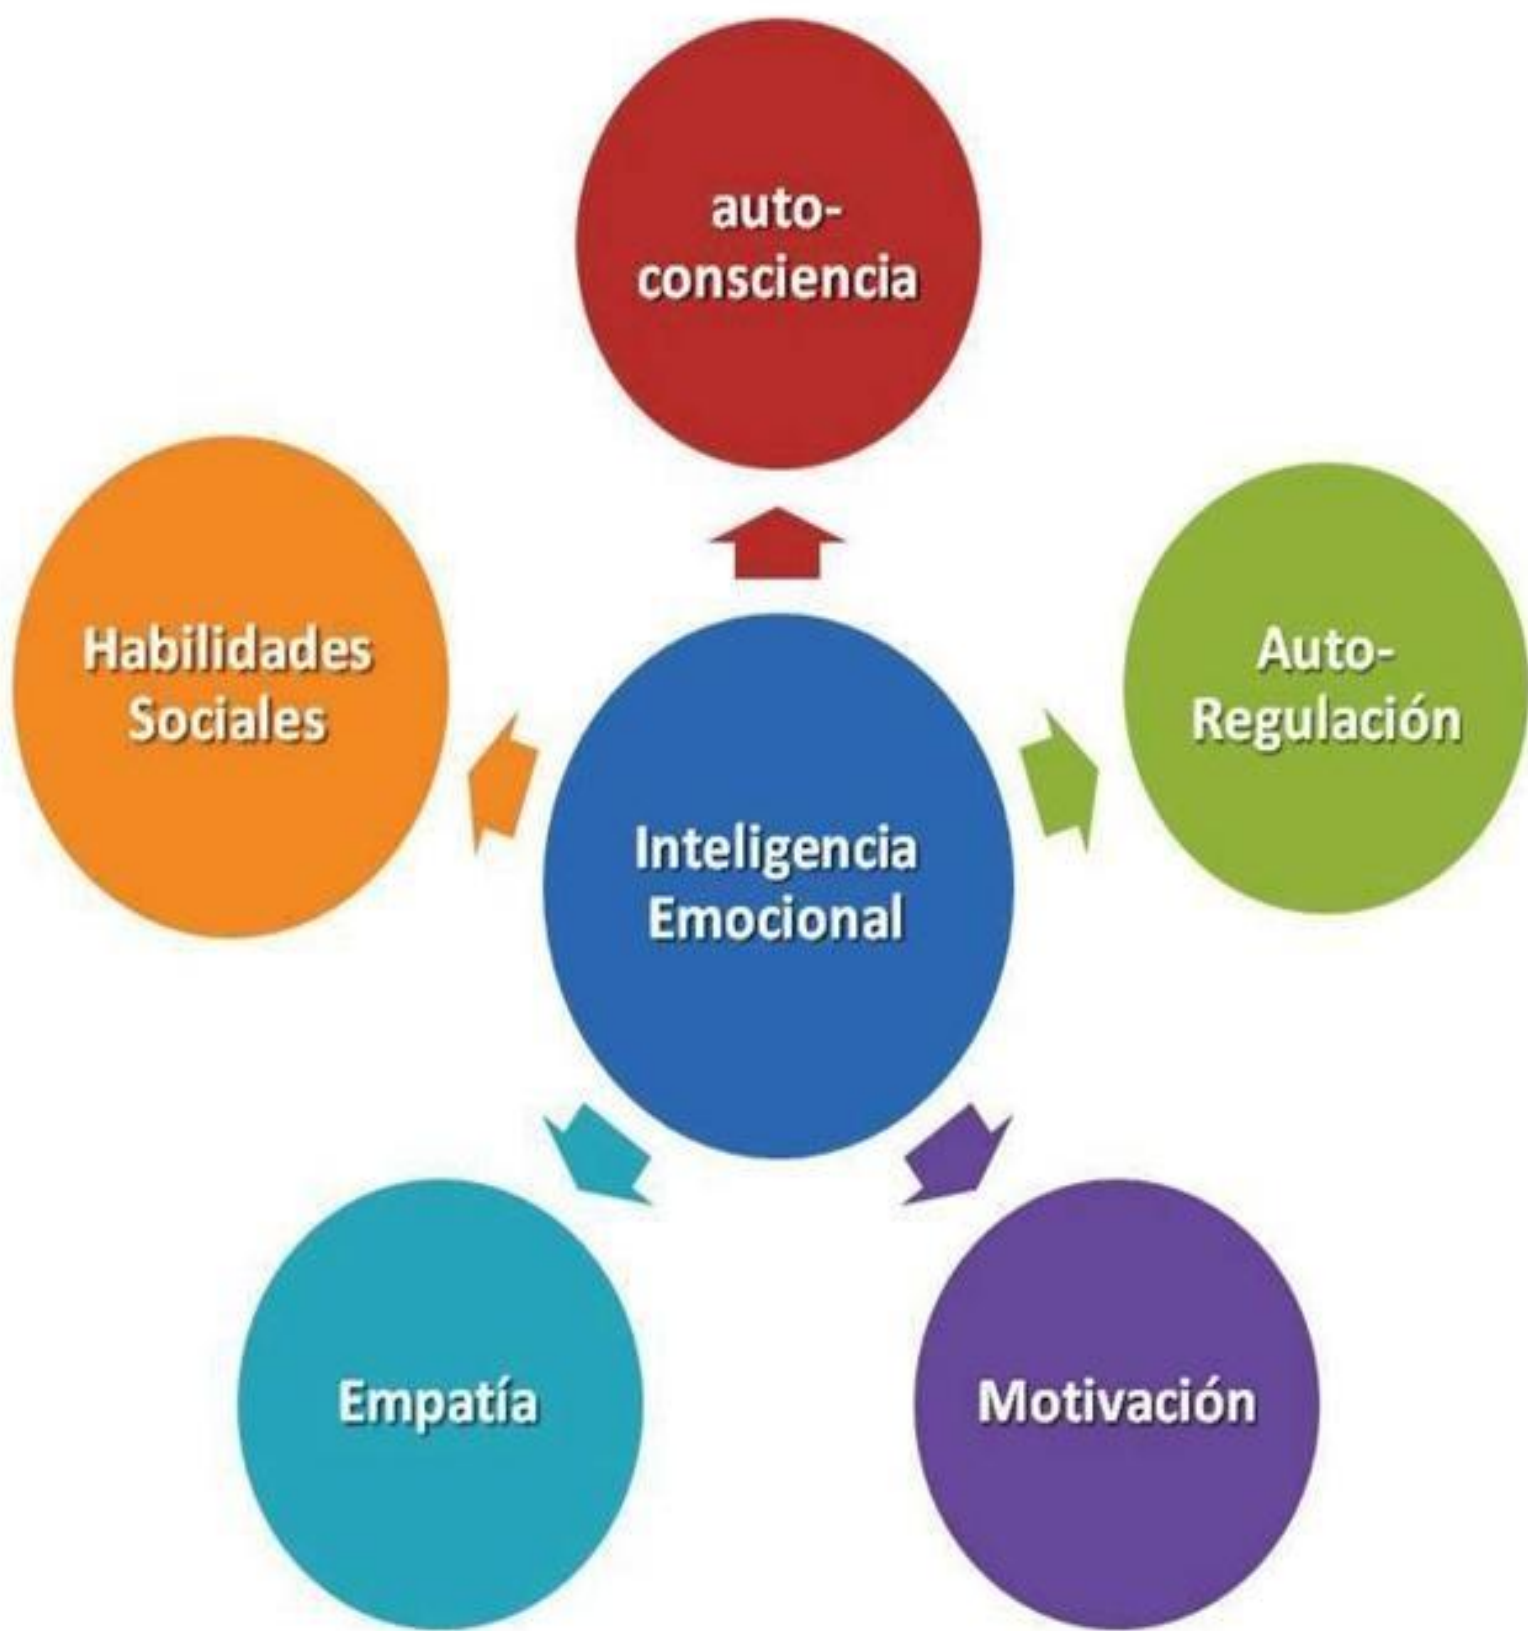 auto-
consciencia
Habilidades
Sociales
Auto-
Regulación
Inteligencia
Emocional
Empatía
Motivación